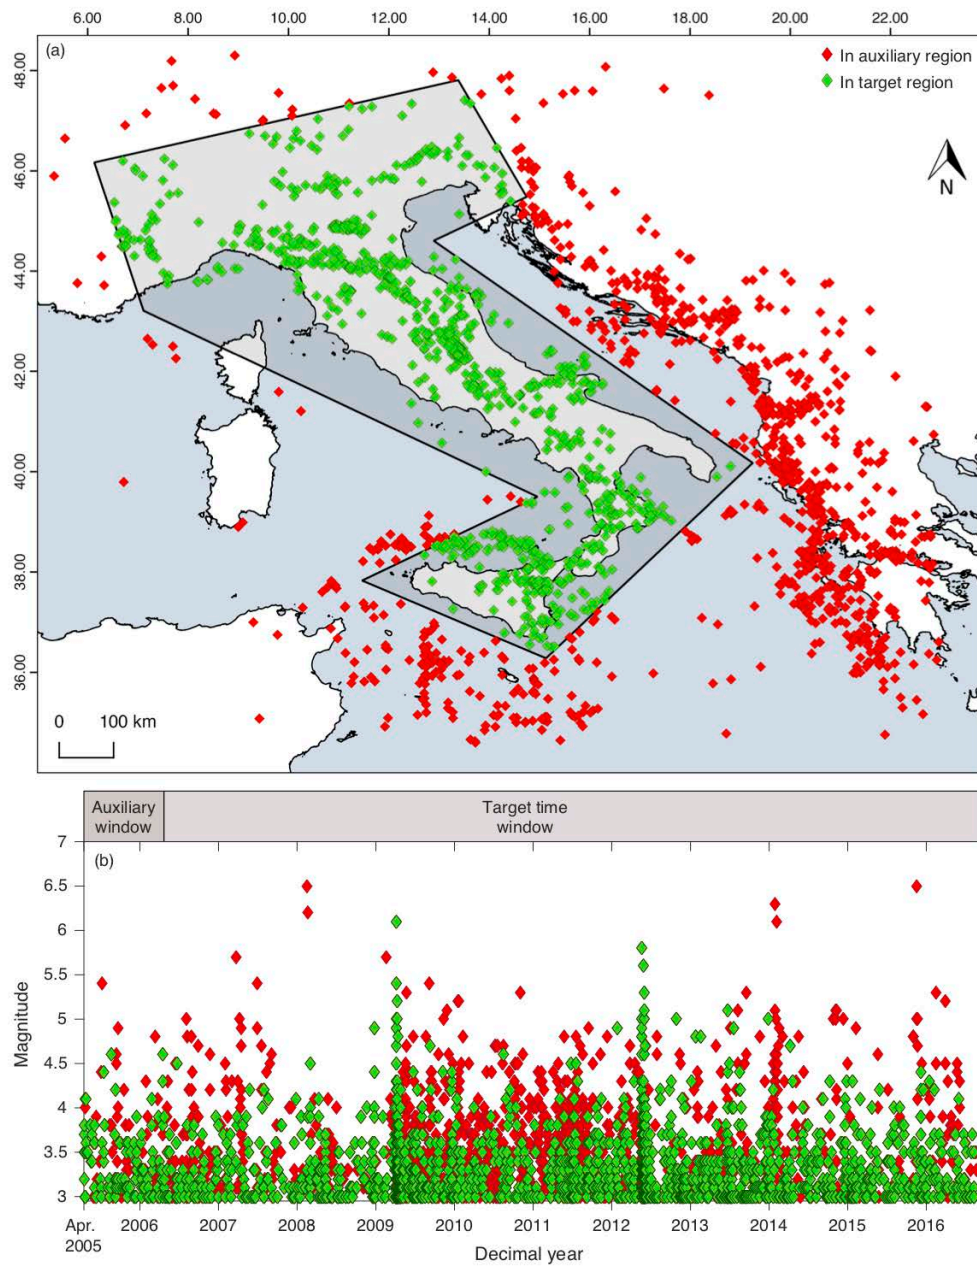 6.00 8.00 10.00 12.00 14.00 16.00 18.00 20.00 22.00
(a)
In auxiliary region
In target region
48.00
46.00
44.00
42.00
40.00
38.00
36.00
N
0 100 km
Auxiliary
window
Target time
window
(b)
7
6.5
6
5.5
5
4.5
4
3.5
3
Magnitude
Apr.
2005
2006 2007 2008 2009 2010 2011 2012 2013 2014 2015 2016
Decimal year